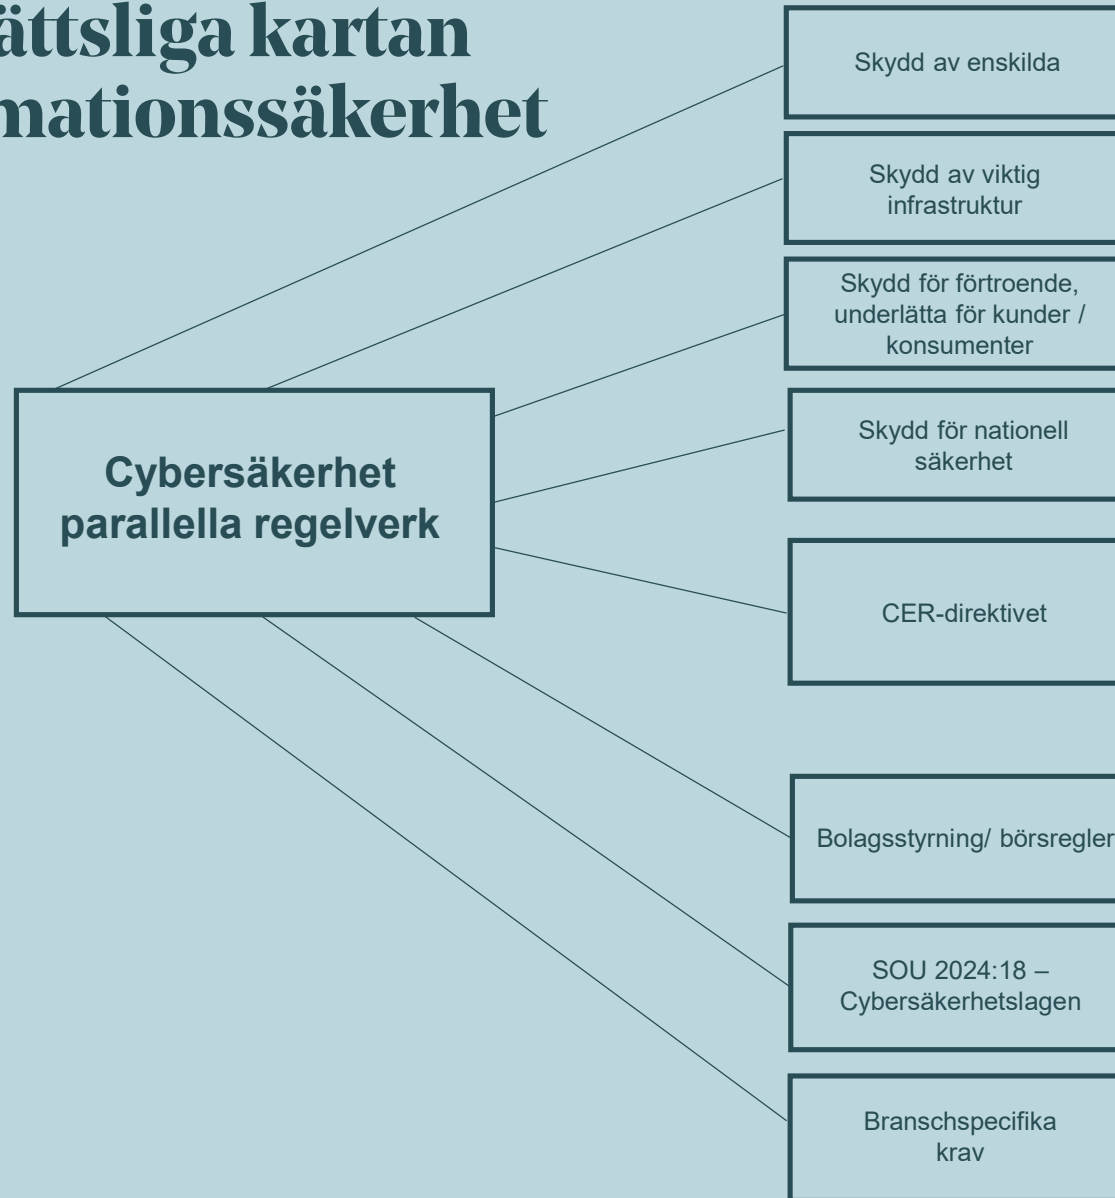 ättsliga kartan
mationssäkerhet
Skydd av enskilda
Skydd av viktig
infrastruktur
Skydd för förtroende,
underlätta för kunder /
konsumenter
Skydd för nationell
säkerhet
Cybersäkerhet
parallella regelverk
CER-direktivet
Bolagsstyrning/ börsregler
SOU 2024:18 –
Cybersäkerhetslagen
Branschspecifika
krav